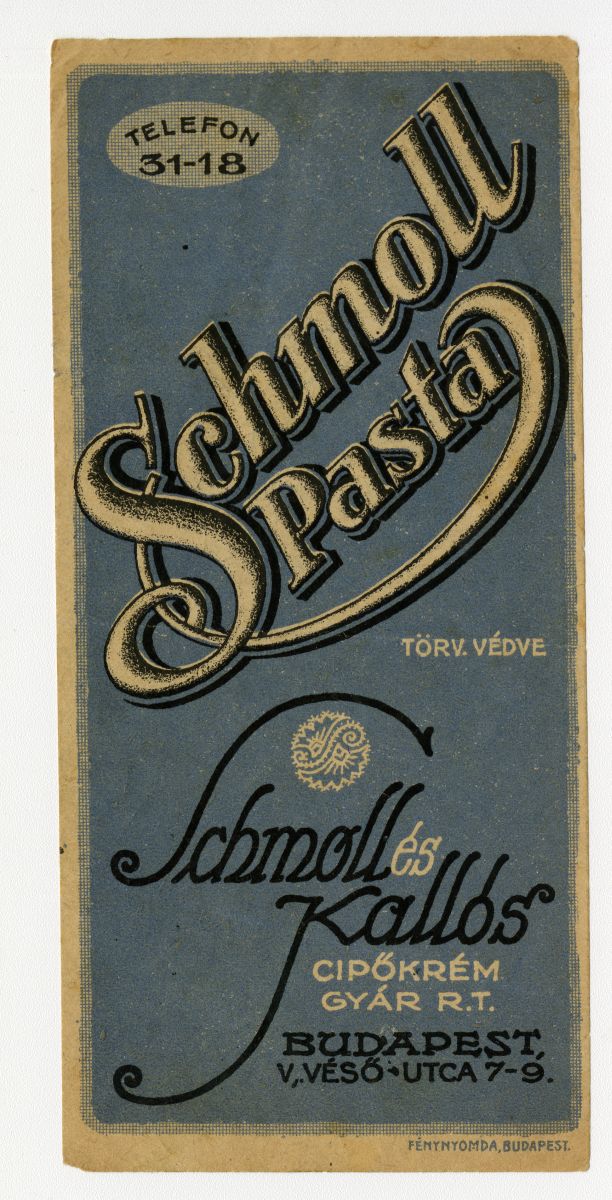 TELEFON
31-18
Schmoll
Pasta
TÖRV. VÉDVE
Schmoll és
Kallós
CIPŐKRÉM
GYÁR R.T.
BUDAPEST,
V., VÉSŐ-UTCA 7-9.
FÉNYNYOMDA, BUDAPEST.